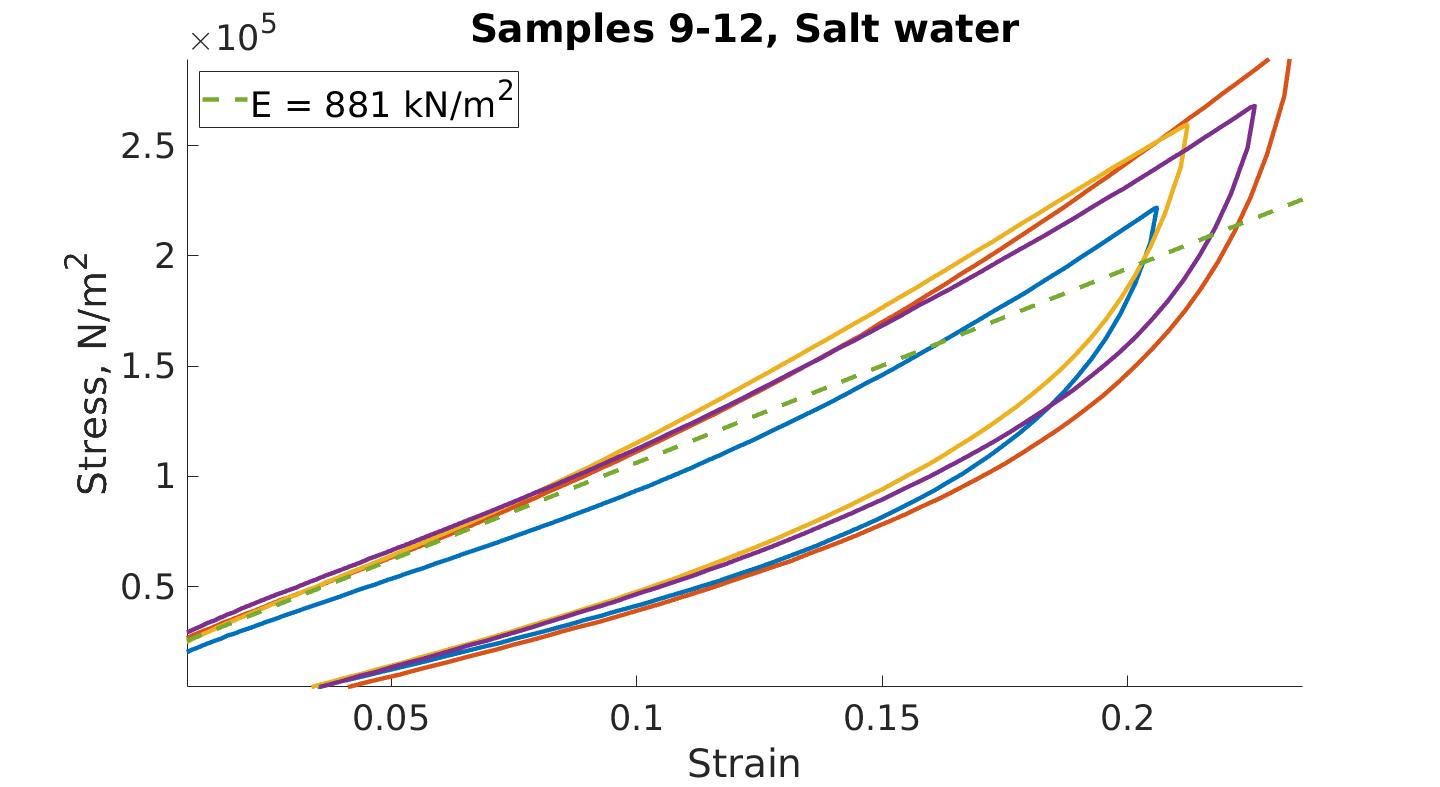 Samples 9-12, Salt water
×10^5
E = 881 kN/m^2
2.5
2
1.5
1
0.5
Stress, N/m^2
0.05 0.1 0.15 0.2
Strain